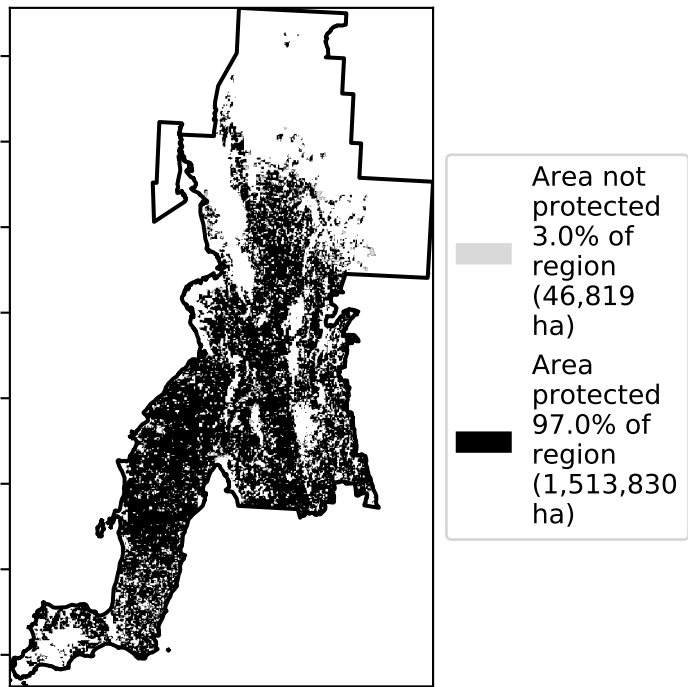 Area not
protected
3.0% of
region
(46,819
ha)
Area
protected
97.0% of
region
(1,513,830
ha)